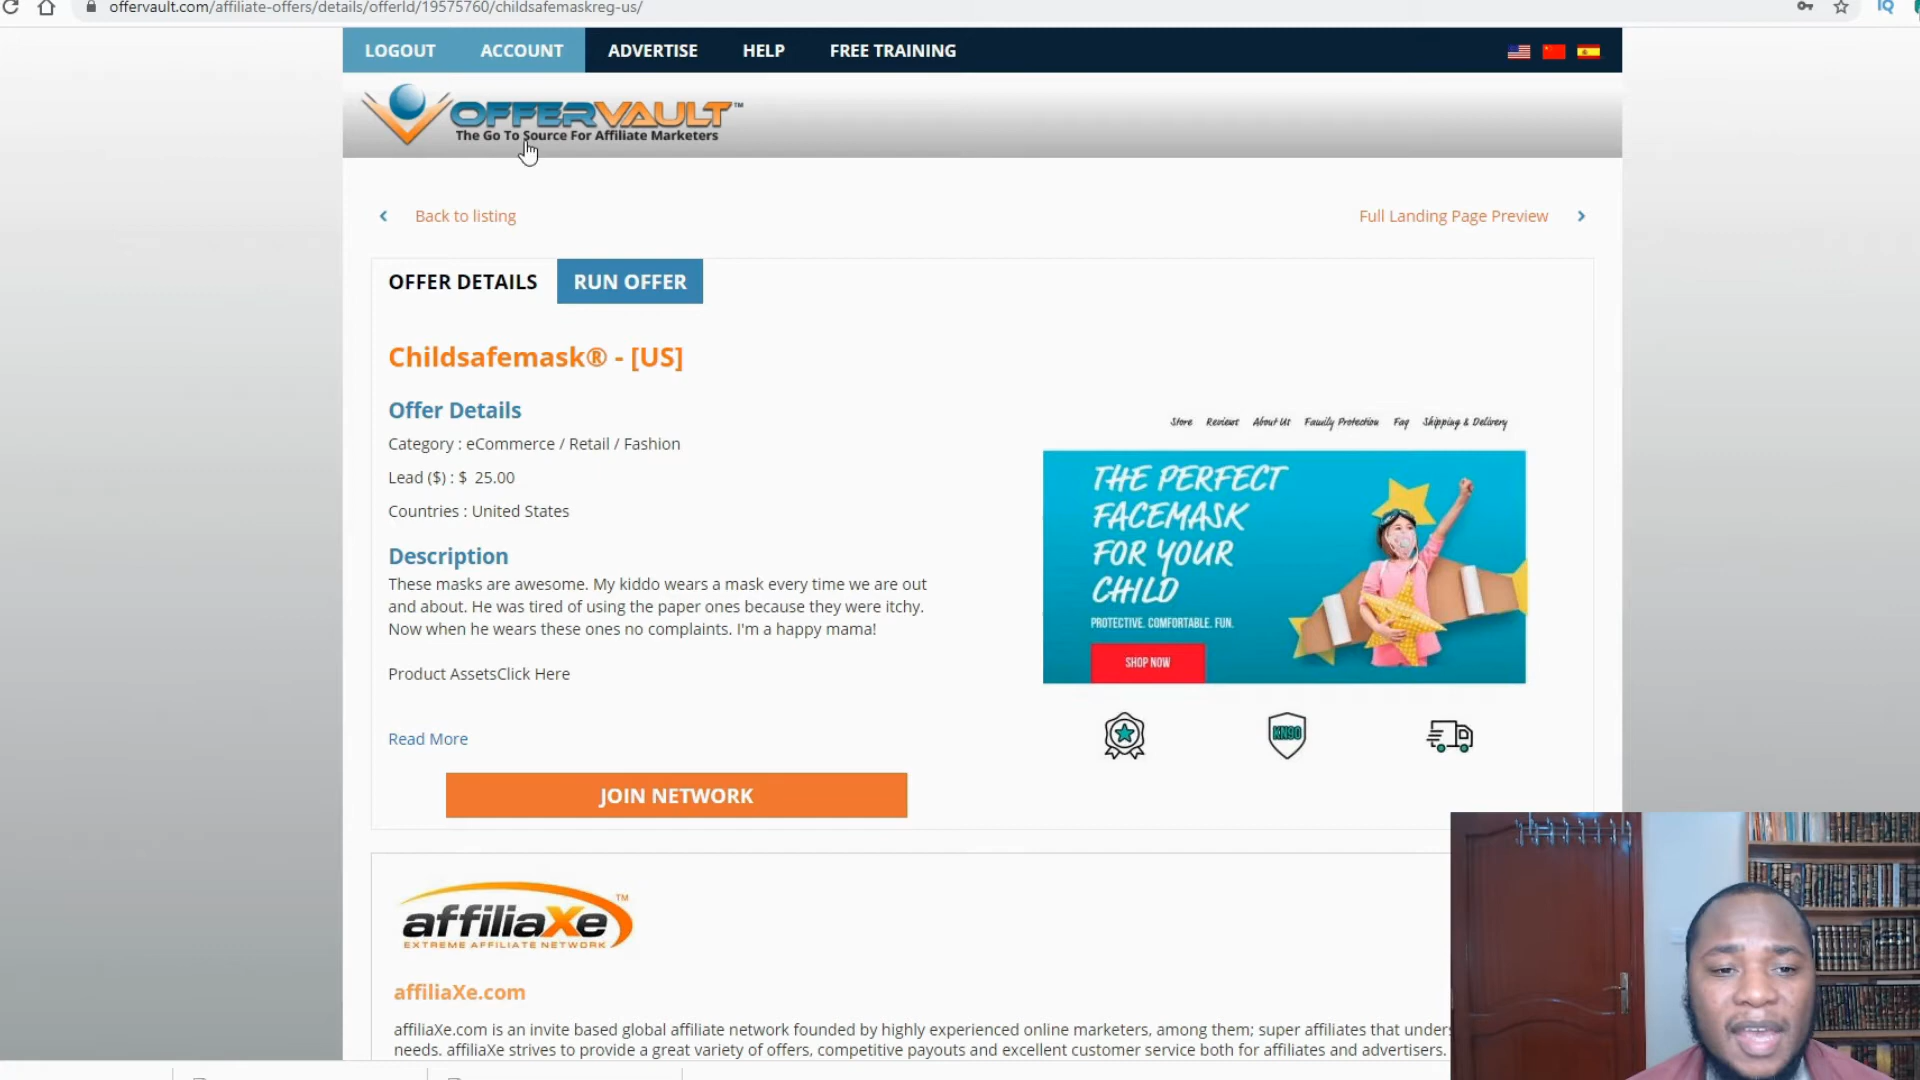 offervault.com/affiliate-offers/details/offerId/19575760/childsafemaskreg-us/
IQ
LOGOUT ACCOUNT ADVERTISE HELP FREE TRAINING
OFFERVAULT™
The Go To Source For Affiliate Marketers
Back to listing
Full Landing Page Preview
OFFER DETAILS RUN OFFER
Childsafemask® - [US]
Offer Details
Category : eCommerce / Retail / Fashion
Lead ($) : $ 25.00
Countries : United States
Description
These masks are awesome. My kiddo wears a mask every time we are out
and about. He was tired of using the paper ones because they were itchy.
Now when he wears these ones no complaints. I'm a happy mama!
Product AssetsClick Here
Read More
JOIN NETWORK
Store Reviews About Us Family Protection Faq Shipping & Delivery
THE PERFECT
FACEMASK
FOR YOUR
CHILD
PROTECTIVE. COMFORTABLE. FUN.
SHOP NOW
KN90
affiliaXe™
EXTREME AFFILIATE NETWORK
affiliaXe.com
affiliaXe.com is an invite based global affiliate network founded by highly experienced online marketers, among them; super affiliates that unders
needs. affiliaXe strives to provide a great variety of offers, competitive payouts and excellent customer service both for affiliates and advertisers.